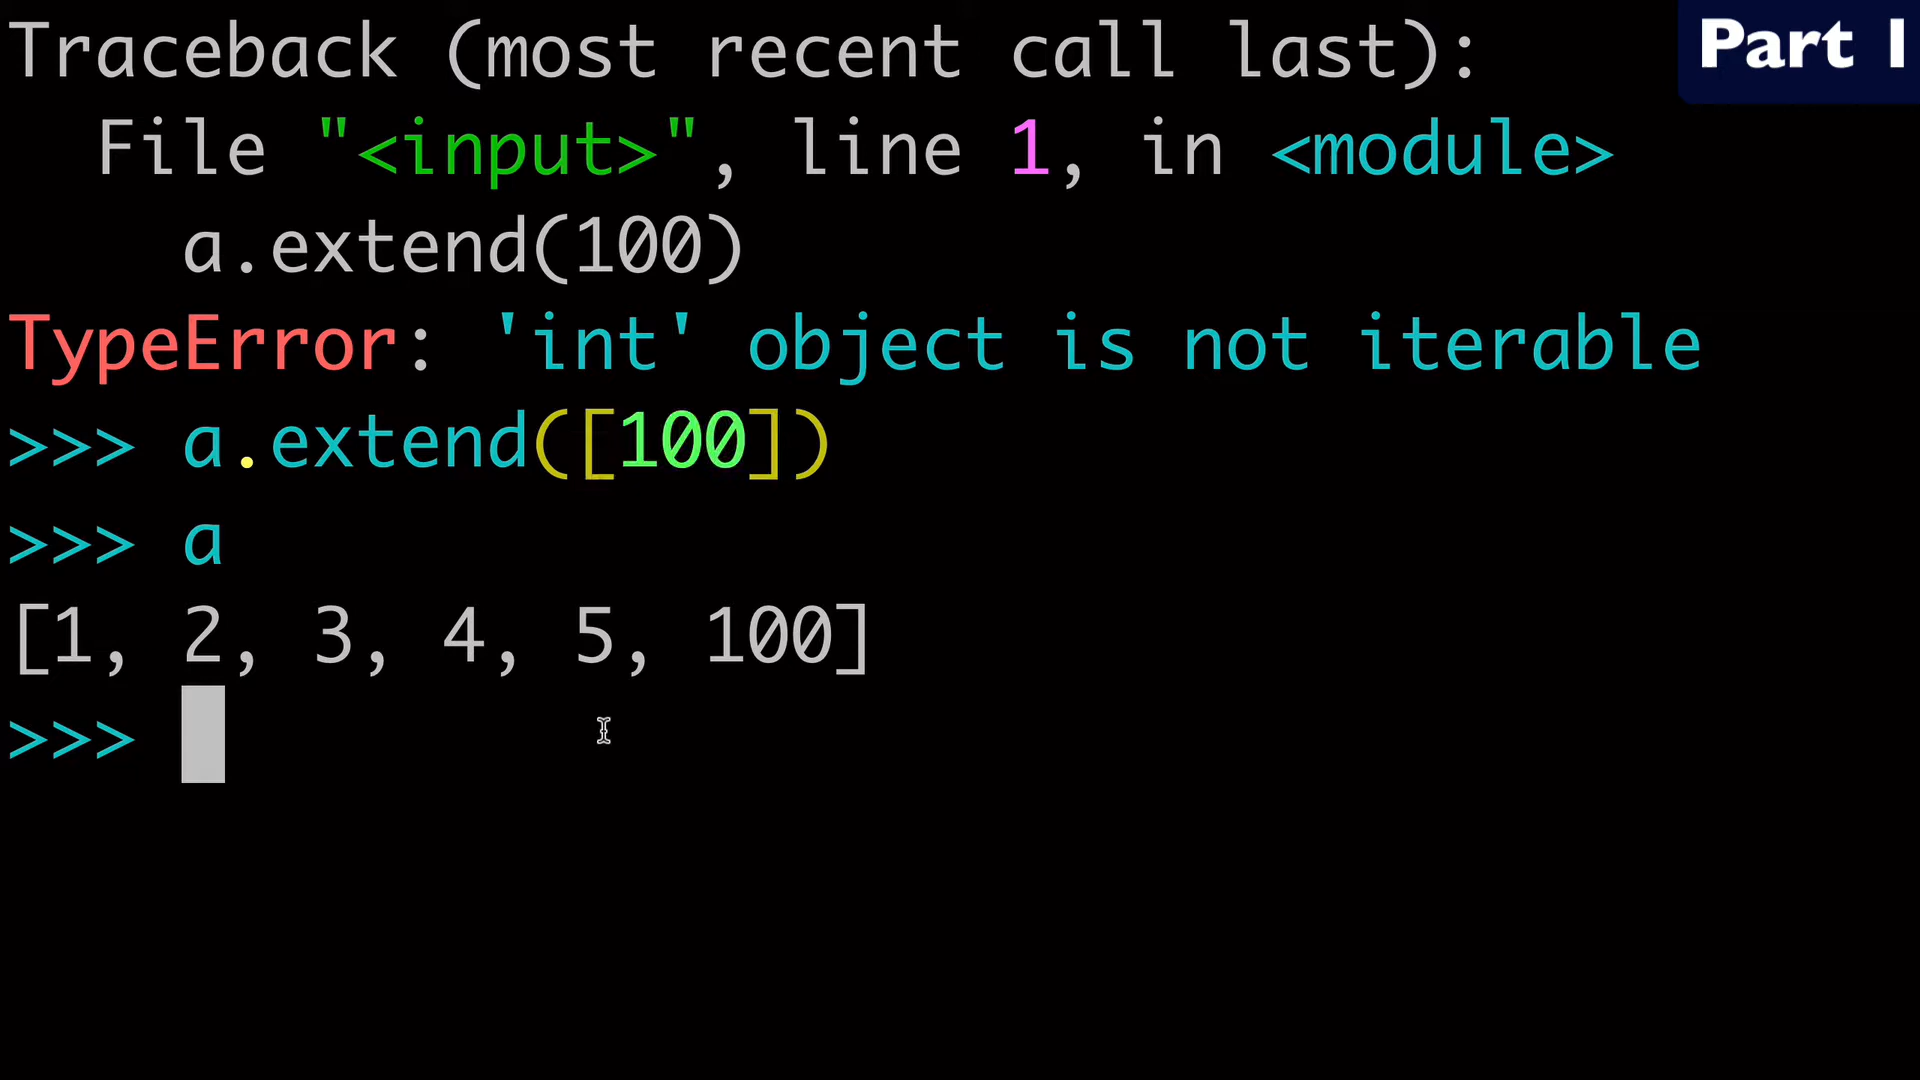 Traceback (most recent call last):
Part 1
  File "<input>", line 1, in <module>
    a.extend(100)
TypeError: 'int' object is not iterable
>>> a.extend([100])
>>> a
[1, 2, 3, 4, 5, 100]
>>>